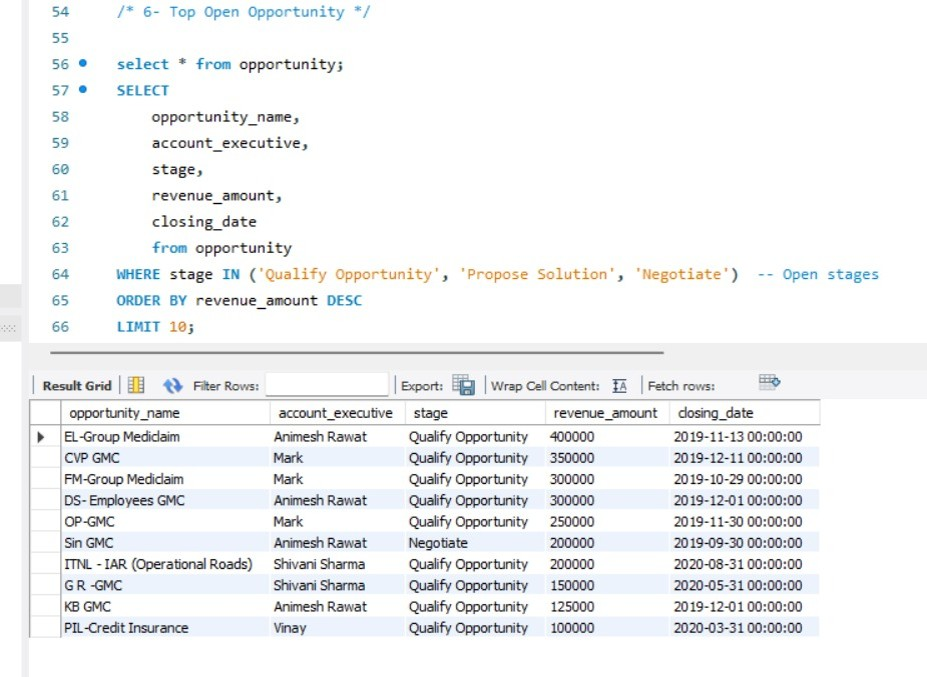 54 /* 6- Top Open Opportunity */
55
56 select * from opportunity;
57 SELECT
58 opportunity_name,
59 account_executive,
60 stage,
61 revenue_amount,
62 closing_date
63 from opportunity
64 WHERE stage IN ('Qualify Opportunity', 'Propose Solution', 'Negotiate') -- Open stages
65 ORDER BY revenue_amount DESC
66 LIMIT 10;
Result Grid Filter Rows: Export: Wrap Cell Content: IA Fetch rows:
opportunity_name account_executive stage revenue_amount closing_date
EL-Group Mediclaim Animesh Rawat Qualify Opportunity 400000 2019-11-13 00:00:00
CVP GMC Mark Qualify Opportunity 350000 2019-12-11 00:00:00
FM-Group Mediclaim Mark Qualify Opportunity 300000 2019-10-29 00:00:00
DS- Employees GMC Animesh Rawat Qualify Opportunity 300000 2019-12-01 00:00:00
OP-GMC Mark Qualify Opportunity 250000 2019-11-30 00:00:00
Sin GMC Animesh Rawat Negotiate 200000 2019-09-30 00:00:00
ITNL - IAR (Operational Roads) Shivani Sharma Qualify Opportunity 200000 2020-08-31 00:00:00
G R -GMC Shivani Sharma Qualify Opportunity 150000 2020-05-31 00:00:00
KB GMC Animesh Rawat Qualify Opportunity 125000 2019-12-01 00:00:00
PIL-Credit Insurance Vinay Qualify Opportunity 100000 2020-03-31 00:00:00